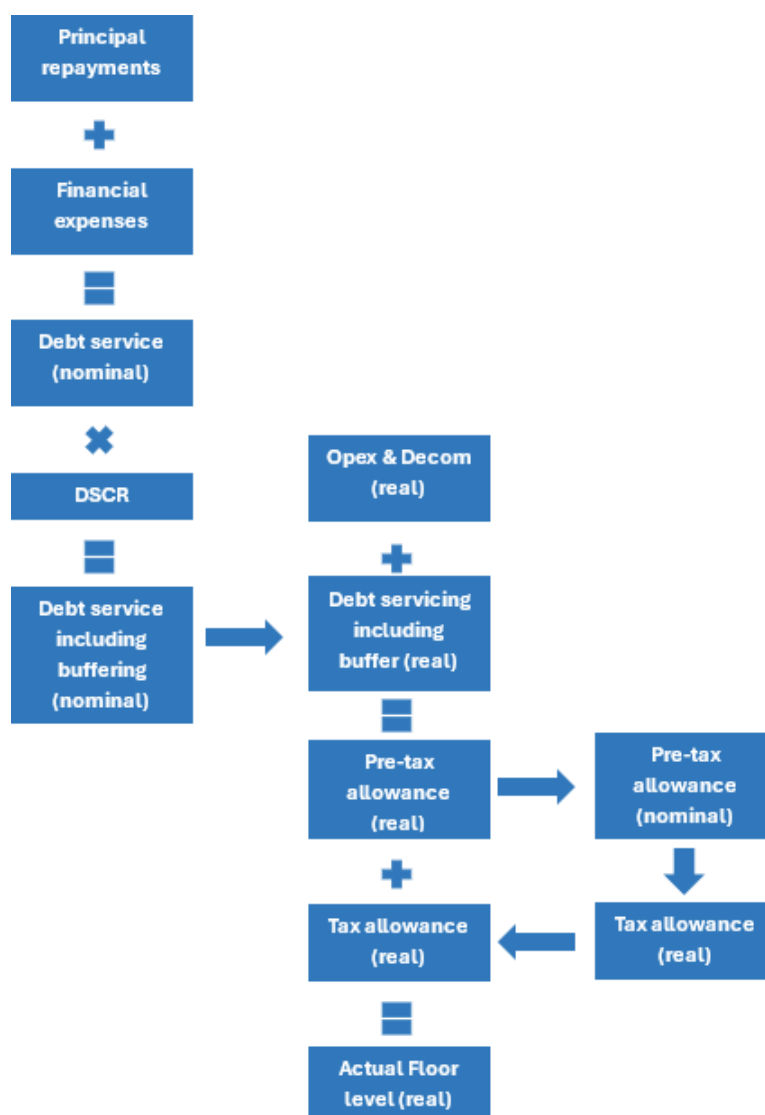 Principal
repayments
Financial
expenses
Debt service
(nominal)
DSCR
Debt service
including
buffering
(nominal)
Opex & Decom
(real)
Debt servicing
including
buffer (real)
Pre-tax
allowance
(real)
Pre-tax
allowance
(nominal)
Tax allowance
(real)
Tax allowance
(real)
Actual Floor
level (real)